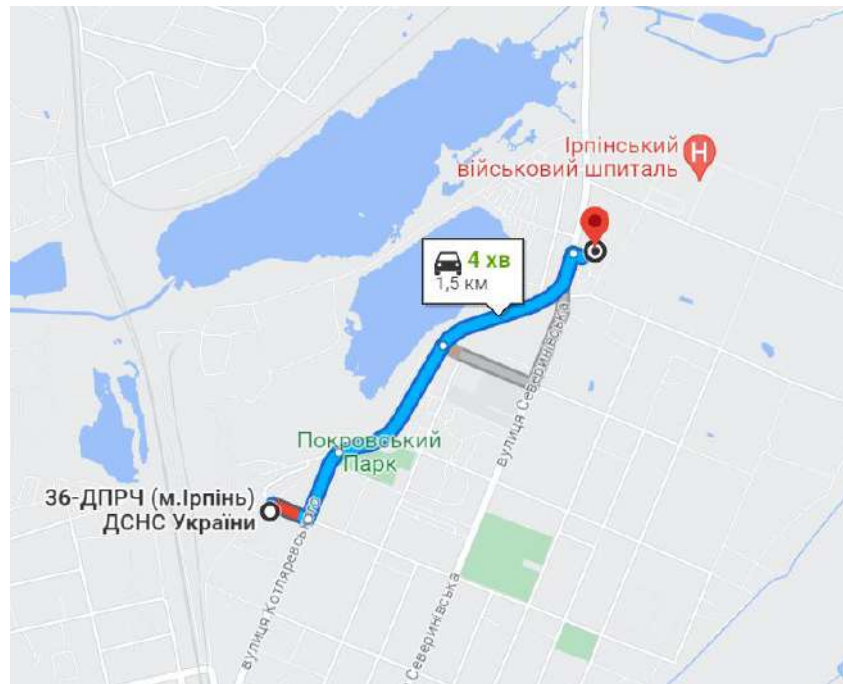 Ірпінський
військовий шпиталь
H
4 хв
1,5 км
вулиця Северинівська
Покровський
Парк
36-ДПРЧ (м.Ірпінь)
ДСНС України
вулиця Котляревського
Северинівська